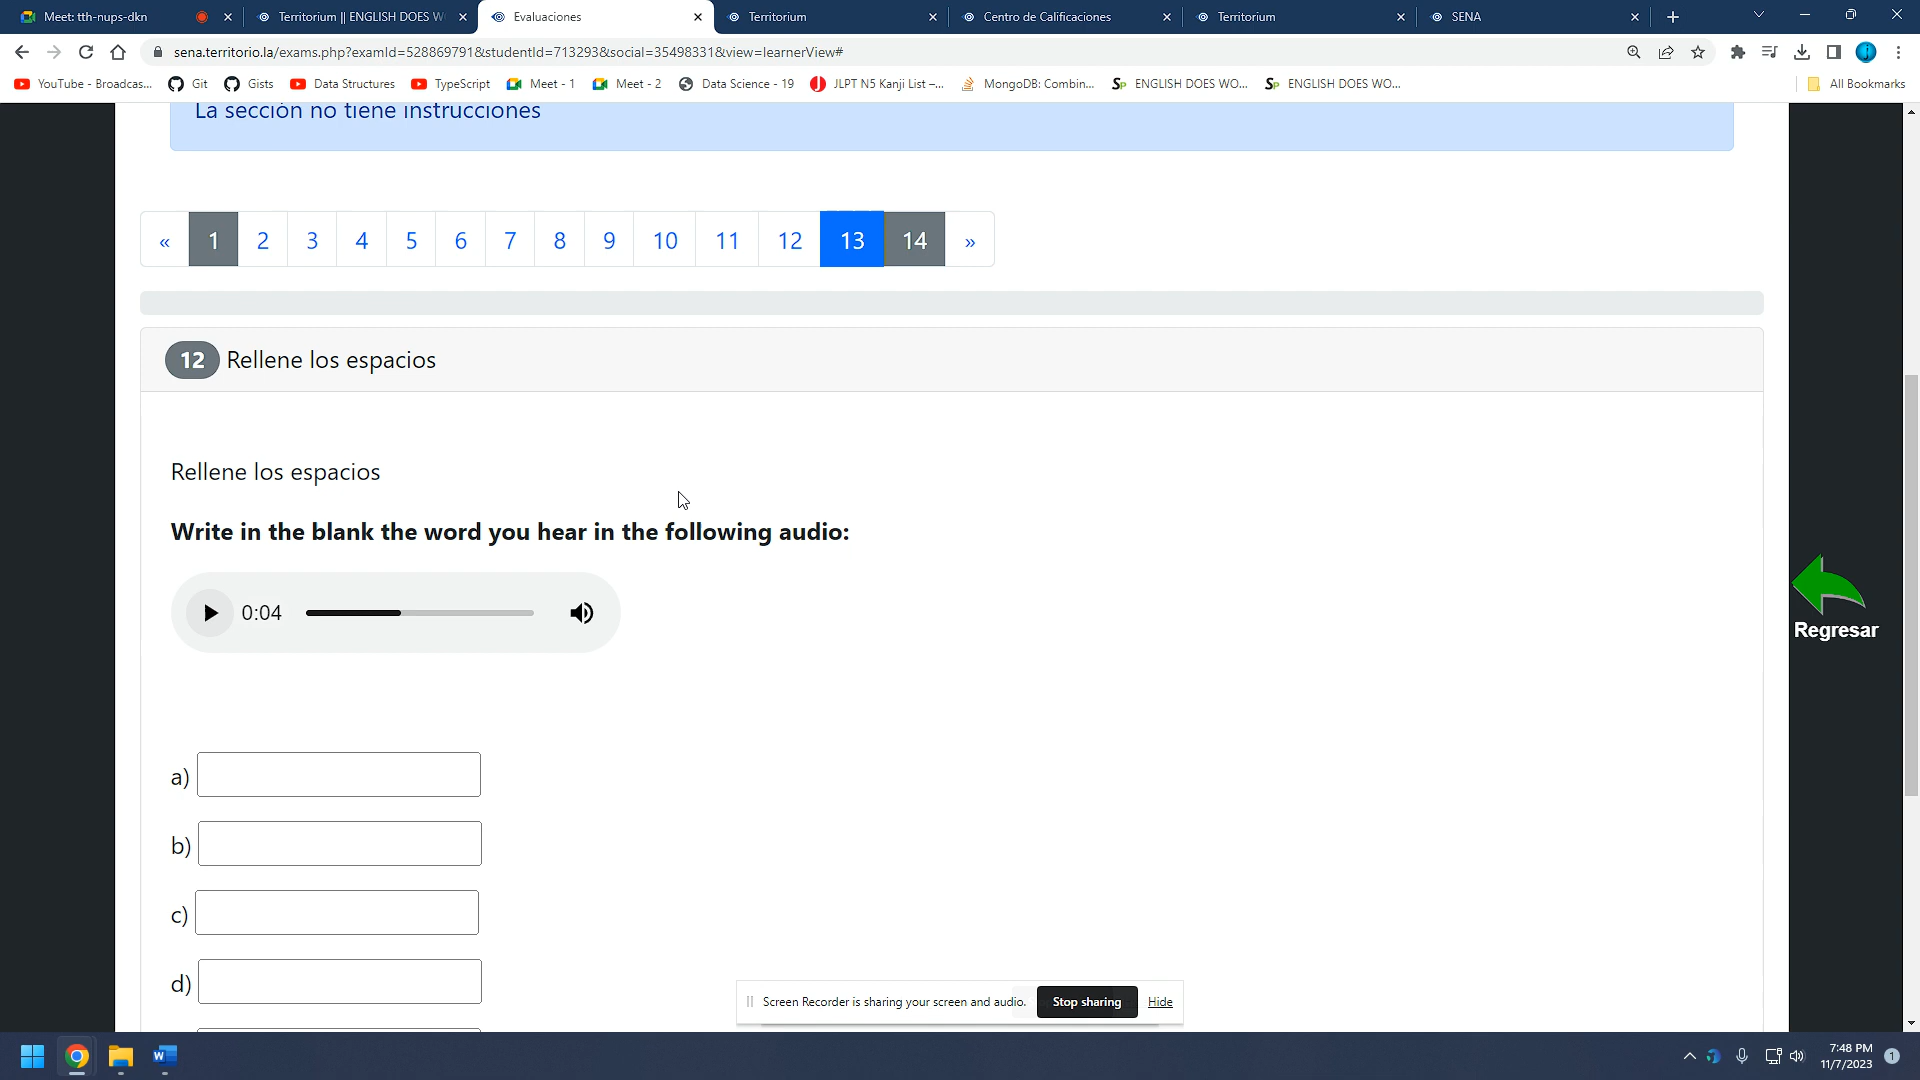 Meet: tth-nups-dkn
Territorium || ENGLISH DOES W
Evaluaciones
Territorium
Centro de Calificaciones
Territorium
SENA
sena.territorio.la/exams.php?examId=528869791&studentId=713293&social=35498331&view=learnerView#
YouTube - Broadcas...
Git
Gists
Data Structures
TypeScript
Meet - 1
Meet - 2
Data Science - 19
JLPT N5 Kanji List –...
MongoDB: Combin...
ENGLISH DOES WO...
ENGLISH DOES WO...
All Bookmarks
La sección no tiene instrucciones
« 1 2 3 4 5 6 7 8 9 10 11 12 13 14 »
12 Rellene los espacios
Rellene los espacios
Write in the blank the word you hear in the following audio:
0:04
Regresar
a)
b)
c)
d)
Screen Recorder is sharing your screen and audio.
Stop sharing
Hide
7:48 PM
11/7/2023
1